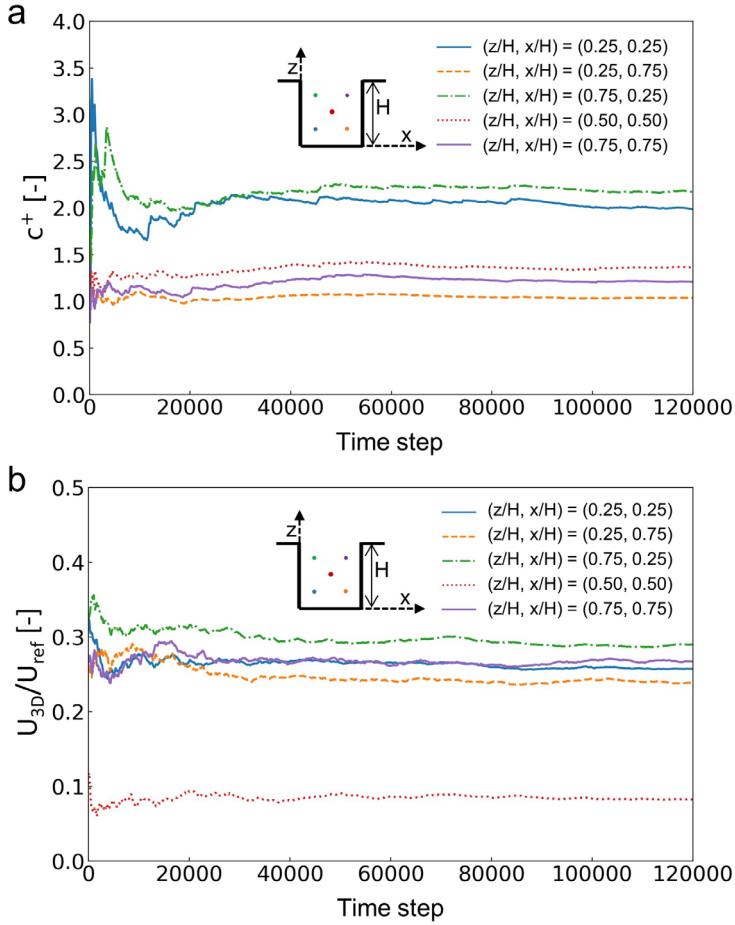 a
4.0
3.5
3.0
2.5
2.0
1.5
1.0
0.5
0.0
c⁺ [-]
z
H
x
(z/H, x/H) = (0.25, 0.25)
(z/H, x/H) = (0.25, 0.75)
(z/H, x/H) = (0.75, 0.25)
(z/H, x/H) = (0.50, 0.50)
(z/H, x/H) = (0.75, 0.75)
0 20000 40000 60000 80000 100000 120000
Time step
b
0.5
0.4
0.3
0.2
0.1
0.0
U3D/Uref [-]
z
H
x
(z/H, x/H) = (0.25, 0.25)
(z/H, x/H) = (0.25, 0.75)
(z/H, x/H) = (0.75, 0.25)
(z/H, x/H) = (0.50, 0.50)
(z/H, x/H) = (0.75, 0.75)
0 20000 40000 60000 80000 100000 120000
Time step